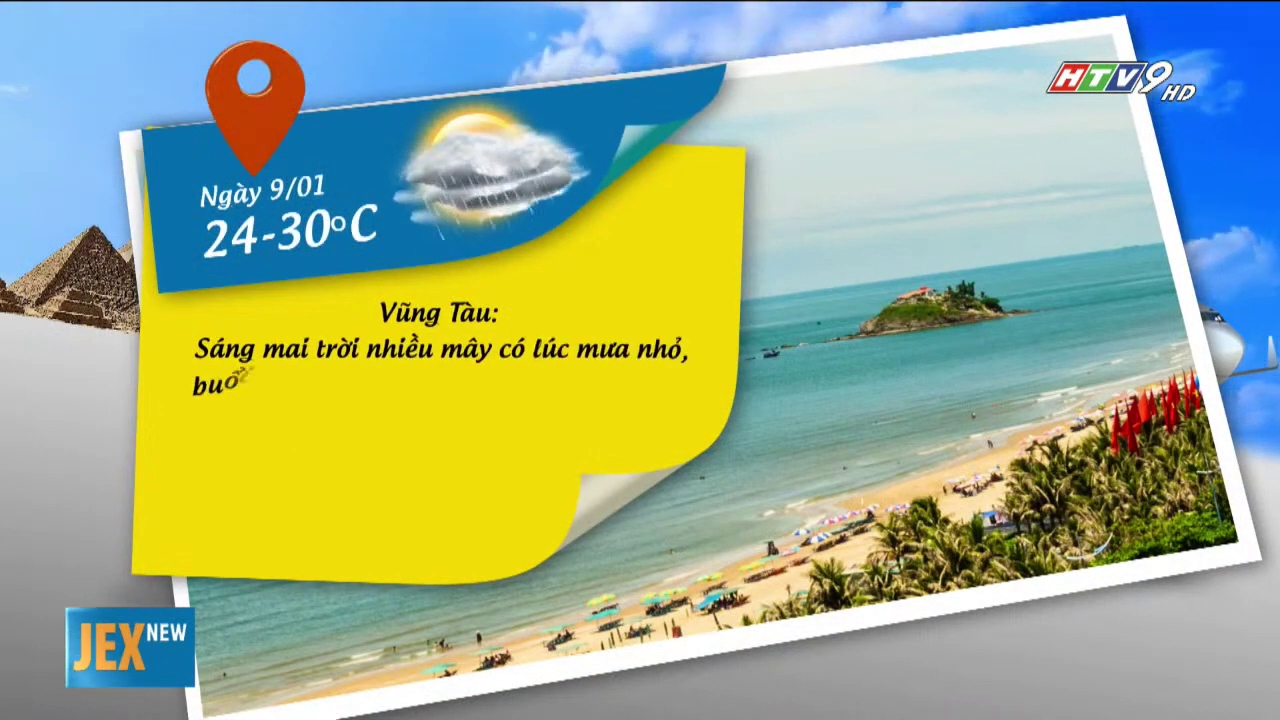 HTV9 HD
Ngày 9/01
24-30°C
Vũng Tàu:
Sáng mai trời nhiều mây có lúc mưa nhỏ,
JEX NEW